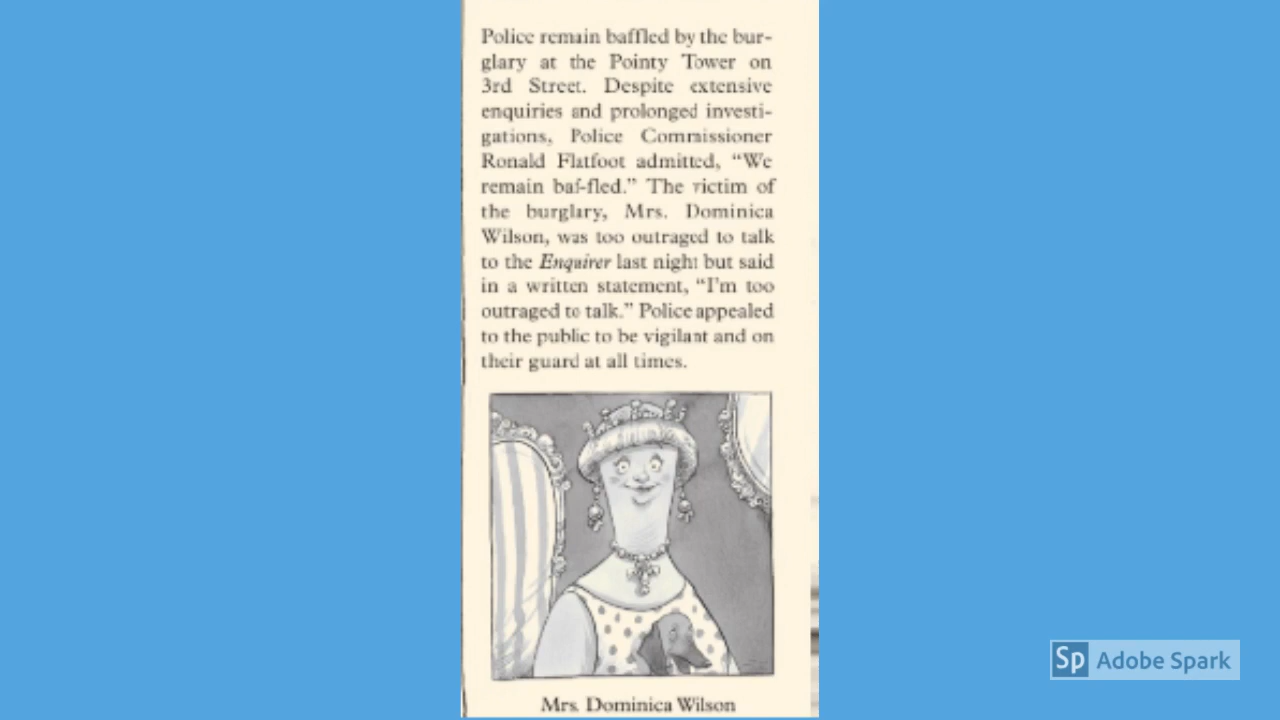 Police remain baffled by the bur-
glary at the Pointy Tower on
3rd Street. Despite extensive
enquiries and prolonged investi-
gations, Police Commissioner
Ronald Flatfoot admitted, “We
remain baf-fled.” The victim of
the burglary, Mrs. Dominica
Wilson, was too outraged to talk
to the Enquirer last night but said
in a written statement, “I’m too
outraged to talk.” Police appealed
to the public to be vigilant and on
their guard at all times.
Mrs. Dominica Wilson
Sp Adobe Spark